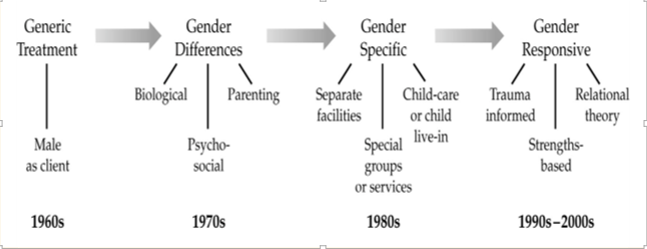 Generic
Treatment
Gender
Differences
Gender
Specific
Gender
Responsive
Male
as client
Biological
Psycho-
social
Parenting
Separate
facilities
Special
groups
or services
Child-care
or child
live-in
Trauma
informed
Strengths-
based
Relational
theory
1960s
1970s
1980s
1990s–2000s